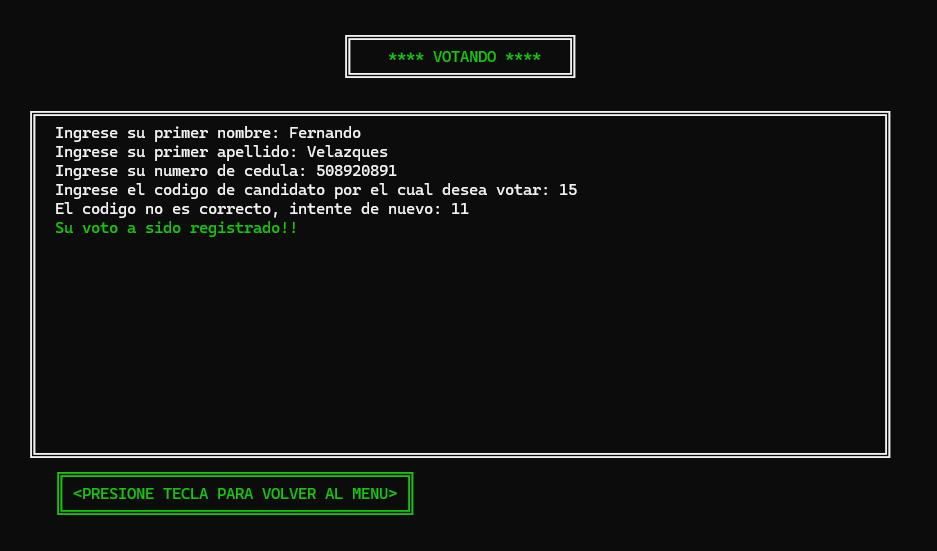 **** VOTANDO ****
Ingrese su primer nombre: Fernando
Ingrese su primer apellido: Velazques
Ingrese su numero de cedula: 508920891
Ingrese el codigo de candidato por el cual desea votar: 15
El codigo no es correcto, intente de nuevo: 11
Su voto a sido registrado!!
<PRESIONE TECLA PARA VOLVER AL MENU>